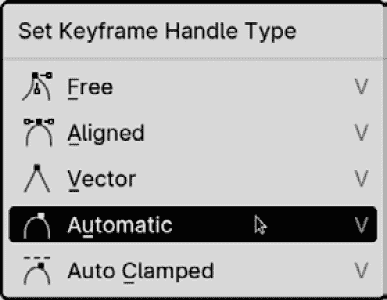 Set Keyframe Handle Type
Free V
Aligned V
Vector V
Automatic V
Auto Clamped V